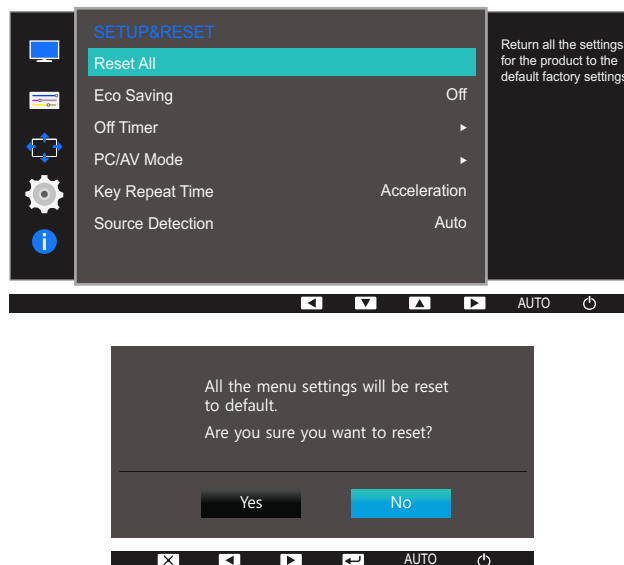 SETUP&RESET
Reset All
Eco Saving Off
Off Timer
PC/AV Mode
Key Repeat Time Acceleration
Source Detection Auto
Return all the settings
for the product to the
default factory settings
AUTO
All the menu settings will be reset
to default.
Are you sure you want to reset?
Yes No
AUTO